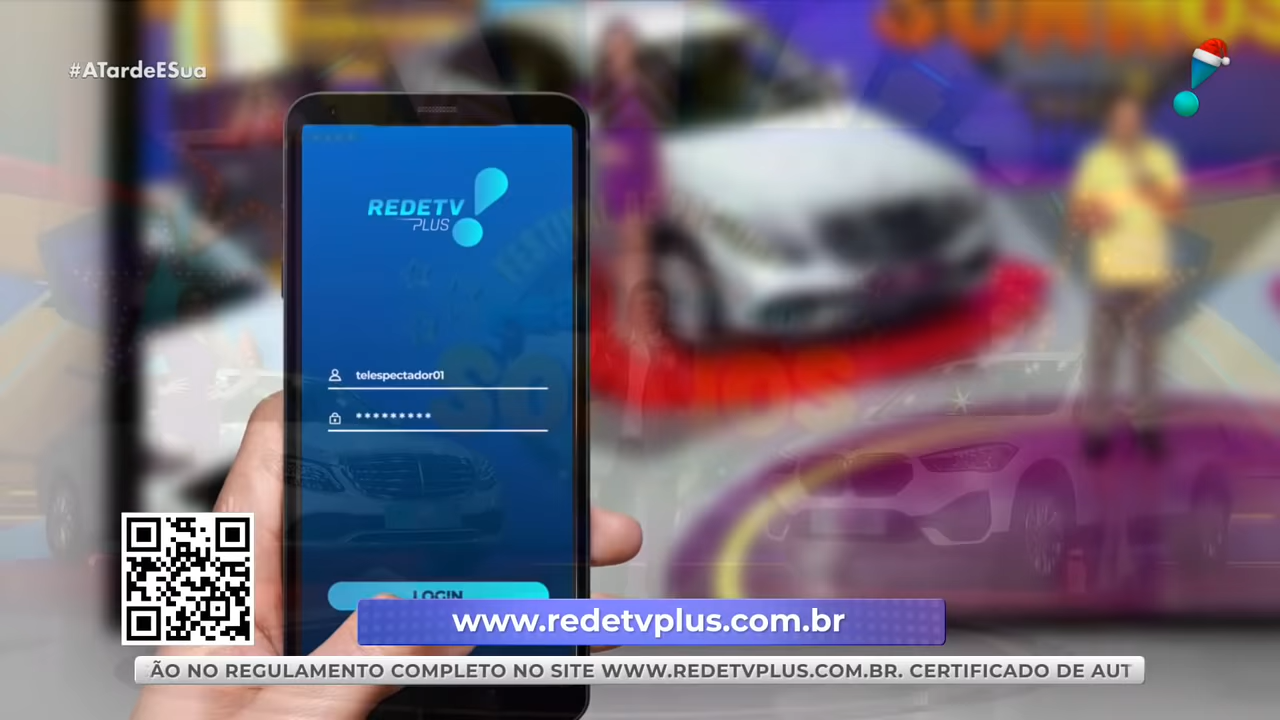 SONHOS
#ATardeESua
REDETV
PLUS
telespectador01
*********
LOGIN
www.redetvplus.com.br
ÃO NO REGULAMENTO COMPLETO NO SITE WWW.REDETVPLUS.COM.BR. CERTIFICADO DE AUT